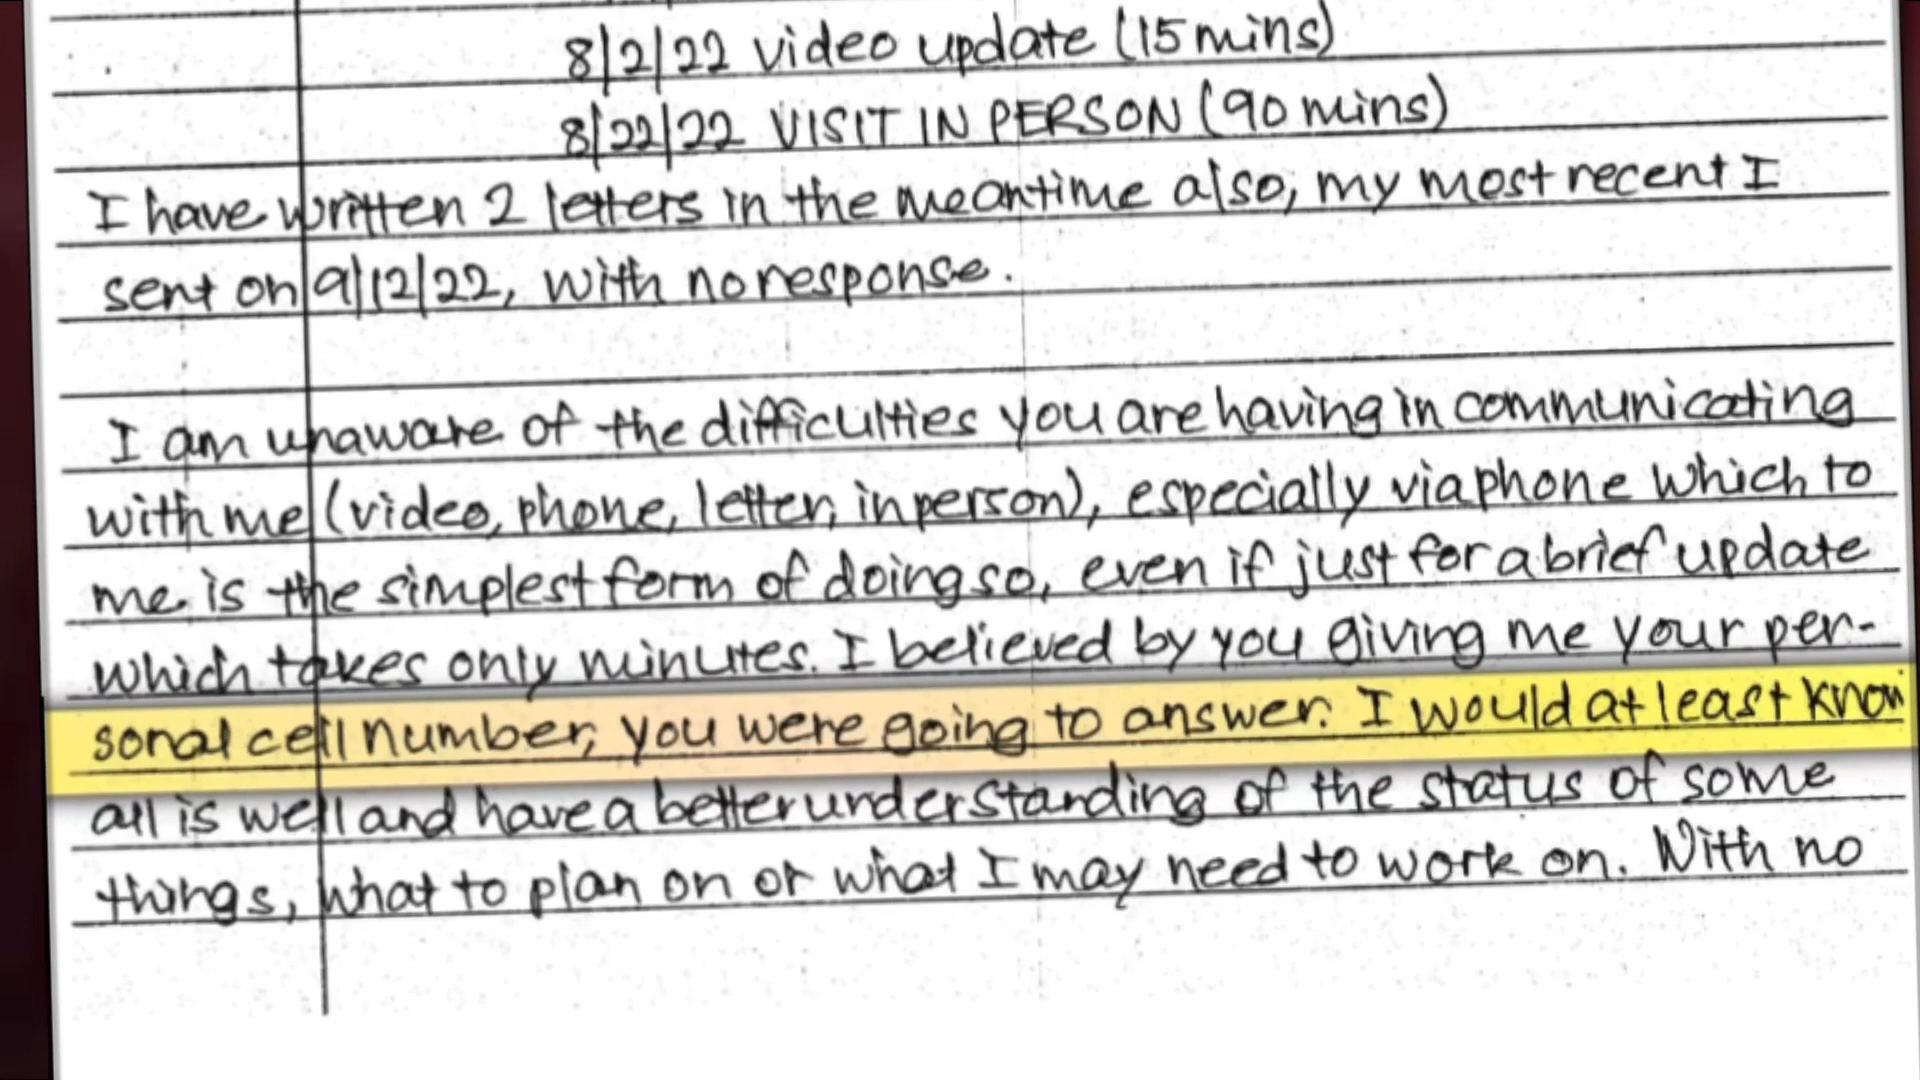 8/2/22 video update (15 mins)
8/22/22 VISIT IN PERSON (90 mins)
I have written 2 letters in the meantime also, my most recent I
sent on 9/12/22, with no response.
I am unaware of the difficulties you are having in communicating
with me (video, phone, letter, in person), especially via phone which to
me is the simplest form of doing so, even if just for a brief update
which takes only minutes. I believed by you giving me your per-
sonal cell number, you were going to answer. I would at least know
all is well and have a better understanding of the status of some
things, what to plan on or what I may need to work on. With no